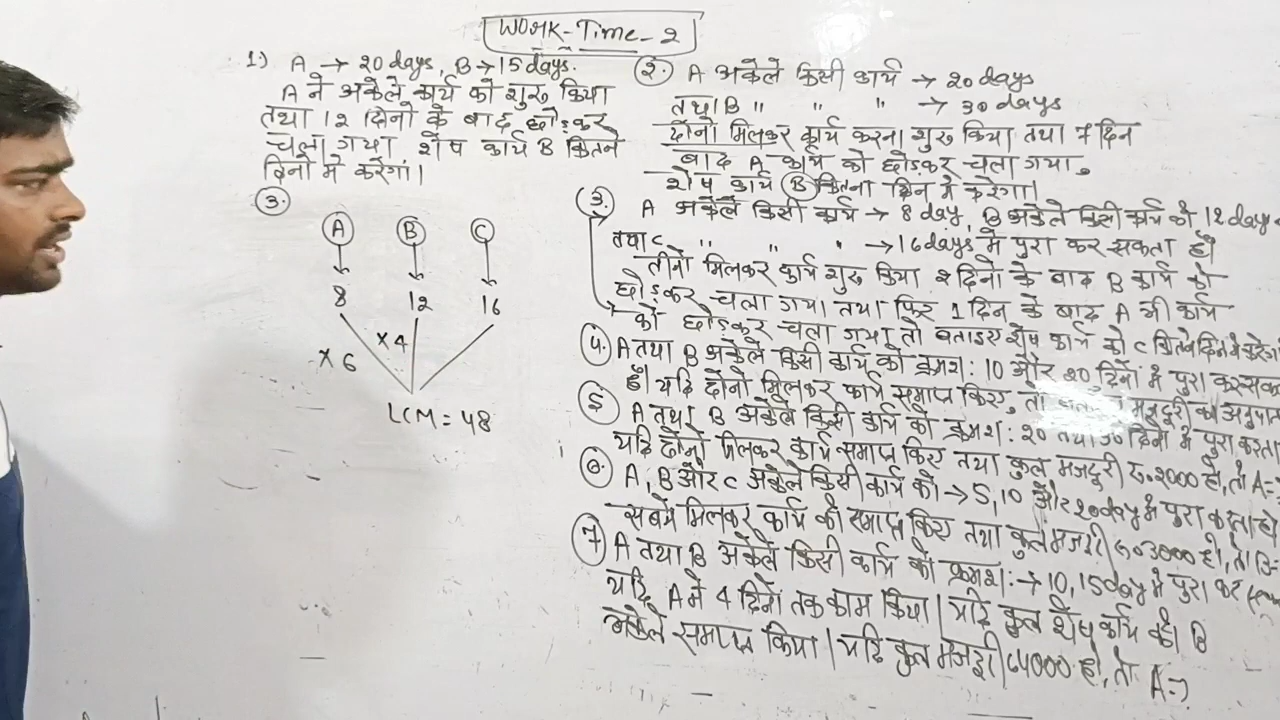 Work-Time-2
1.) A → 20 days, B → 15 days.
A ने अकेले कार्य को शुरु किया
तथा 12 दिनो के बाद छोड़कर
चला गया शेष कार्य B कितने
दिनो मे करेगां।
3.
A B C
8 12 16
×6 ×4
LCM = 48
2. A अकेले किसी कार्य → 20 days
तथा B " " " → 30 days
दोनो मिलकर कार्य करना शुरु किया तथा 7 दिन
बाद A कार्य को छोड़कर चला गया।
शेष कार्य B कितना दिन मे करेगा।
3. A अकेले किसी कार्य → 8 day, B अकेले किसी कार्य को 12 day
तथा C " " " → 16 days मे पुरा कर सकता है।
तीनो मिलकर कार्य शुरु किया 2 दिनो के बाद B कार्य को
छोड़कर चला गया तथा फिर 1 दिन के बाद A भी कार्य
को छोड़कर चला गया, तो बताइए शेष कार्य को C कितने दिन मे करेगा
4. A तथा B अकेले किसी कार्य को क्रमश: 10 और 20 दिनो मे पुरा कर सकता
है। यदि दोनो मिलकर कार्य समाप्त किए, तो मजदूरी का अनुपात
5 A तथा B अकेले किसी कार्य को क्रमश: 20 तथा 30 दिनो मे पुरा करता
यदि दोनो मिलकर कार्य समाप्त किए तथा कुल मजदुरी रु. 2000 हो, तो A=?
6. A, B और C अकेले किसी कार्य को → 5, 10 और 20 day मे पुरा करता हो
सबने मिलकर कार्य को समाप्त किए तथा कुल मजदुरी 3000 हो, तो B=
7 A तथा B अकेले किसी कार्य को क्रमश: → 10, 15 day मे पुरा कर
यदि A ने 4 दिनो तक काम किया। यदि कुल शेष कार्य को B
अकेले समाप्त किया। यदि कुल मजदुरी 4000 हो, तो A=?